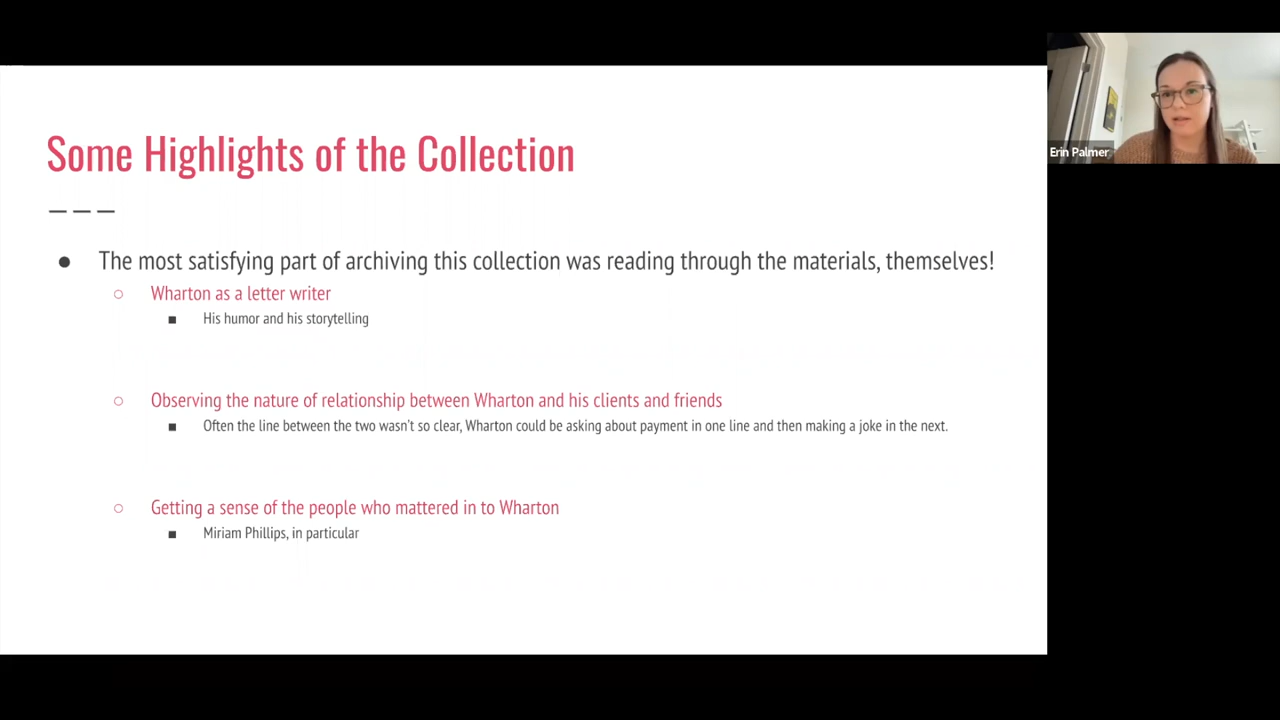 Some Highlights of the Collection
The most satisfying part of archiving this collection was reading through the materials, themselves!
Wharton as a letter writer
His humor and his storytelling
Observing the nature of relationship between Wharton and his clients and friends
Often the line between the two wasn't so clear, Wharton could be asking about payment in one line and then making a joke in the next.
Getting a sense of the people who mattered in to Wharton
Miriam Phillips, in particular
Erin Palmer